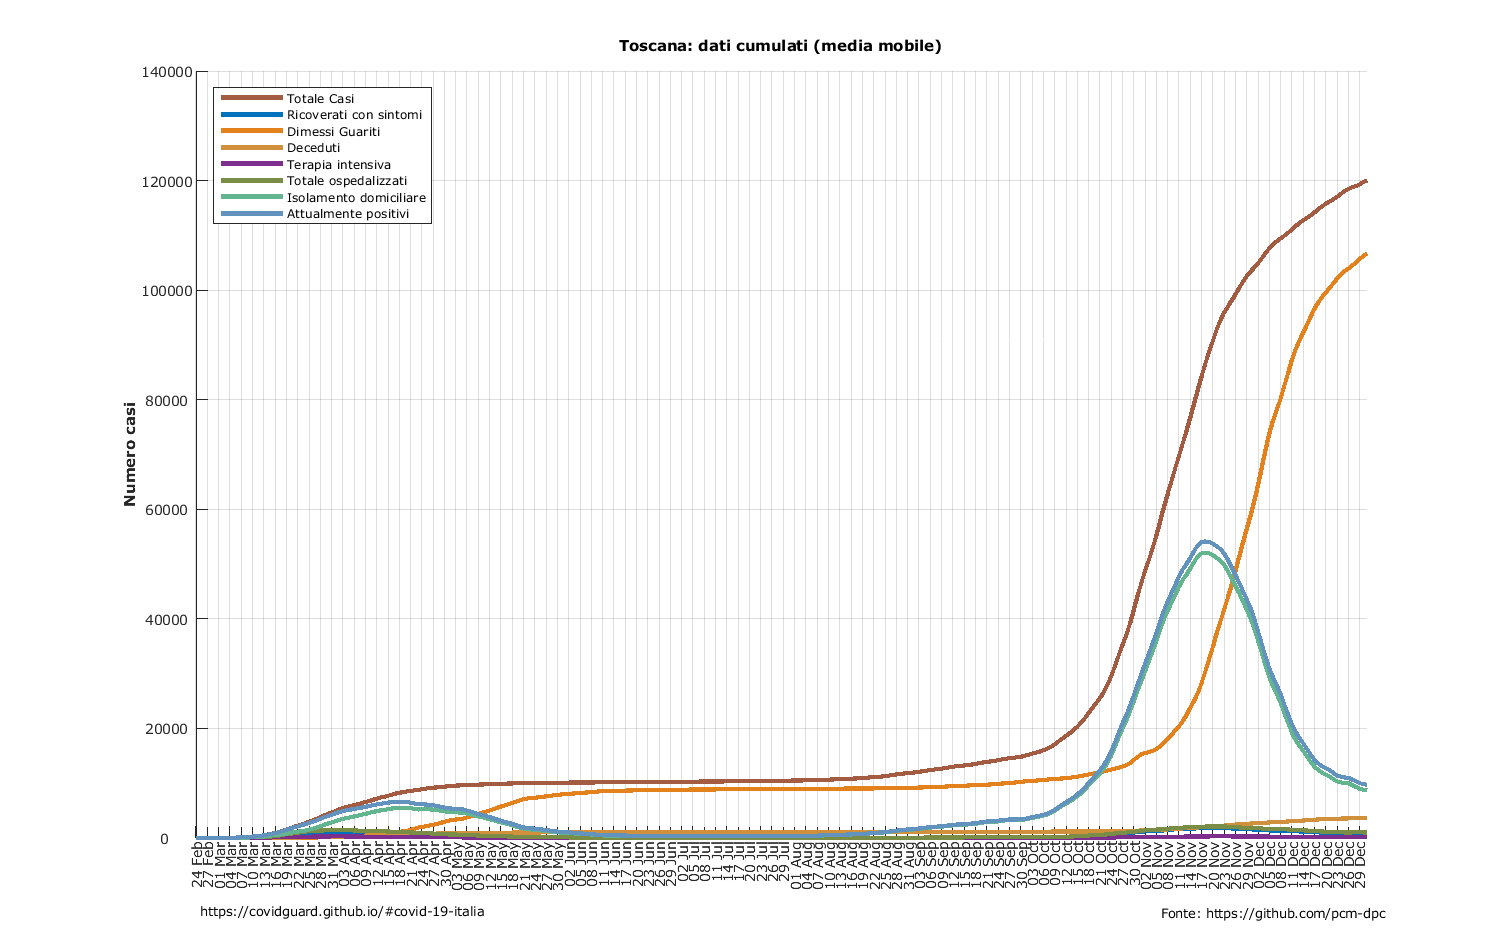 Toscana: dati cumulati (media mobile)
140000
120000
100000
80000
60000
40000
20000
0
Numero casi
Totale Casi
Ricoverati con sintomi
Dimessi Guariti
Deceduti
Terapia intensiva
Totale ospedalizzati
Isolamento domiciliare
Attualmente positivi
24 Feb
27 Feb
01 Mar
04 Mar
07 Mar
10 Mar
13 Mar
16 Mar
19 Mar
22 Mar
25 Mar
28 Mar
31 Mar
03 Apr
06 Apr
09 Apr
12 Apr
15 Apr
18 Apr
21 Apr
24 Apr
27 Apr
30 Apr
03 May
06 May
09 May
12 May
15 May
18 May
21 May
24 May
27 May
30 May
02 Jun
05 Jun
08 Jun
11 Jun
14 Jun
17 Jun
20 Jun
23 Jun
26 Jun
29 Jun
02 Jul
05 Jul
08 Jul
11 Jul
14 Jul
17 Jul
20 Jul
23 Jul
26 Jul
29 Jul
01 Aug
04 Aug
07 Aug
10 Aug
13 Aug
16 Aug
19 Aug
22 Aug
25 Aug
28 Aug
31 Aug
03 Sep
06 Sep
09 Sep
12 Sep
15 Sep
18 Sep
21 Sep
24 Sep
27 Sep
30 Sep
03 Oct
06 Oct
09 Oct
12 Oct
15 Oct
18 Oct
21 Oct
24 Oct
27 Oct
30 Oct
02 Nov
05 Nov
08 Nov
11 Nov
14 Nov
17 Nov
20 Nov
23 Nov
26 Nov
29 Nov
02 Dec
05 Dec
08 Dec
11 Dec
14 Dec
17 Dec
20 Dec
23 Dec
26 Dec
29 Dec
https://covidguard.github.io/#covid-19-italia
Fonte: https://github.com/pcm-dpc